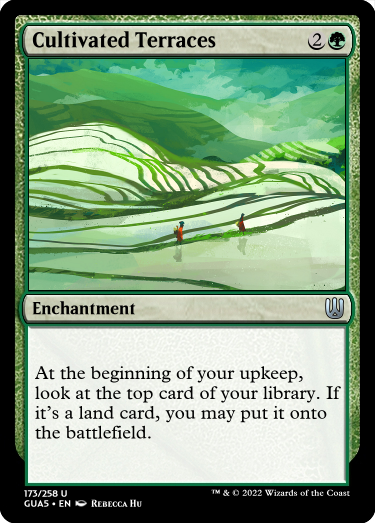 Cultivated Terraces 2
Enchantment
At the beginning of your upkeep,
look at the top card of your library. If
it's a land card, you may put it onto
the battlefield.
173/258 U
GUA5 • EN Rebecca Hu
™ & © 2022 Wizards of the Coast